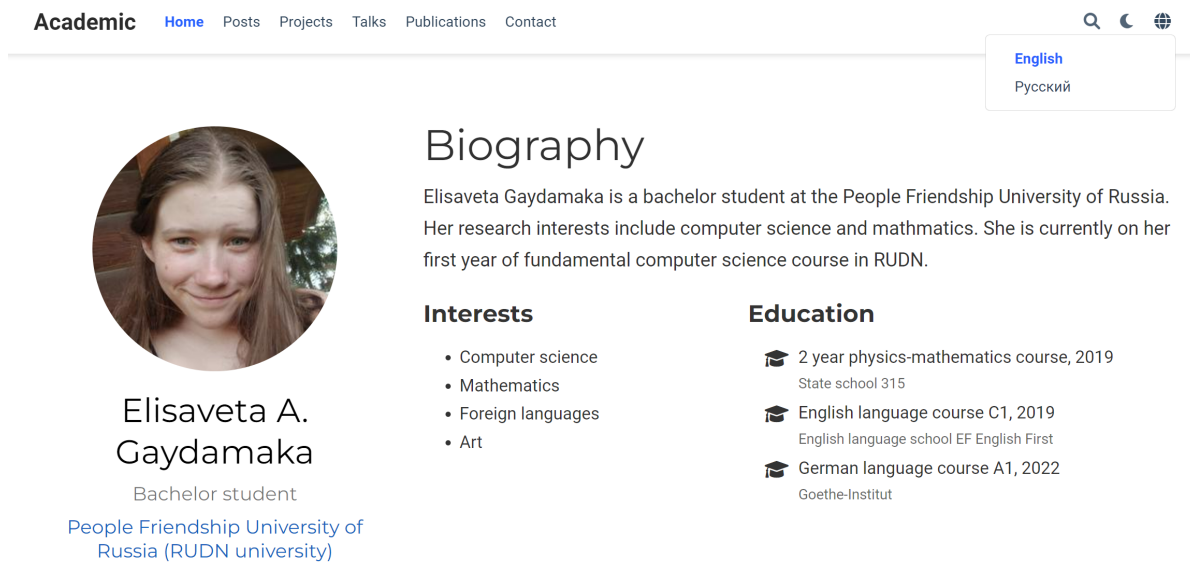 Academic Home Posts Projects Talks Publications Contact
English
Русский
Biography
Elisaveta Gaydamaka is a bachelor student at the People Friendship University of Russia.
Her research interests include computer science and mathmatics. She is currently on her
first year of fundamental computer science course in RUDN.
Interests
Computer science
Mathematics
Foreign languages
Art
Education
2 year physics-mathematics course, 2019
State school 315
English language course C1, 2019
English language school EF English First
German language course A1, 2022
Goethe-Institut
Elisaveta A.
Gaydamaka
Bachelor student
People Friendship University of
Russia (RUDN university)